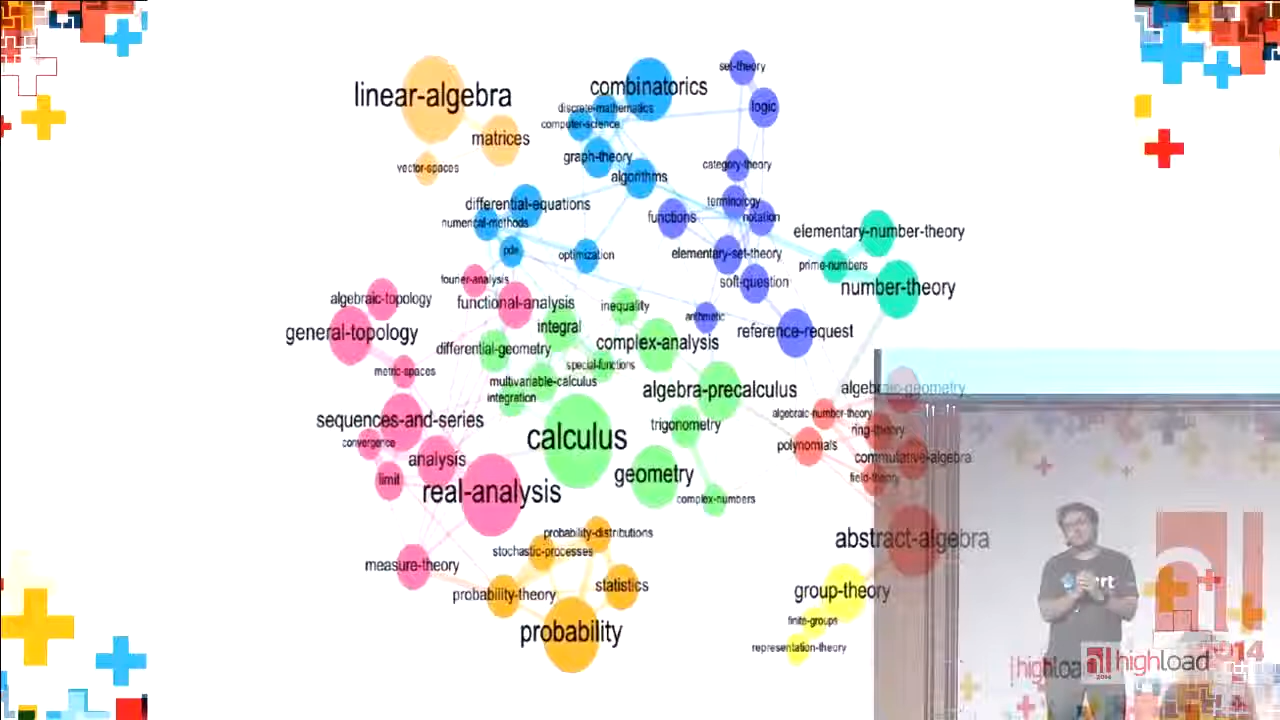 set-theory
linear-algebra
combinatorics
discrete-mathematics
logic
computer-science
matrices
graph-theory
vector-spaces
category-theory
algorithms
differential-equations
terminology
numerical-methods
functions
notation
elementary-number-theory
pde
optimization
elementary-set-theory
prime-numbers
fourier-analysis
soft-question
number-theory
algebraic-topology
functional-analysis
inequality
arithmetic
general-topology
integral
reference-request
complex-analysis
differential-geometry
special-functions
metric-spaces
multivariable-calculus
algebra-precalculus
algebraic-geometry
integration
sequences-and-series
algebraic-number-theory
trigonometry
ring-theory
convergence
calculus
polynomials
analysis
commutative-algebra
limit
geometry
field-theory
real-analysis
complex-numbers
probability-distributions
abstract-algebra
stochastic-processes
measure-theory
statistics
probability-theory
group-theory
finite-groups
probability
representation-theory
highload
2014